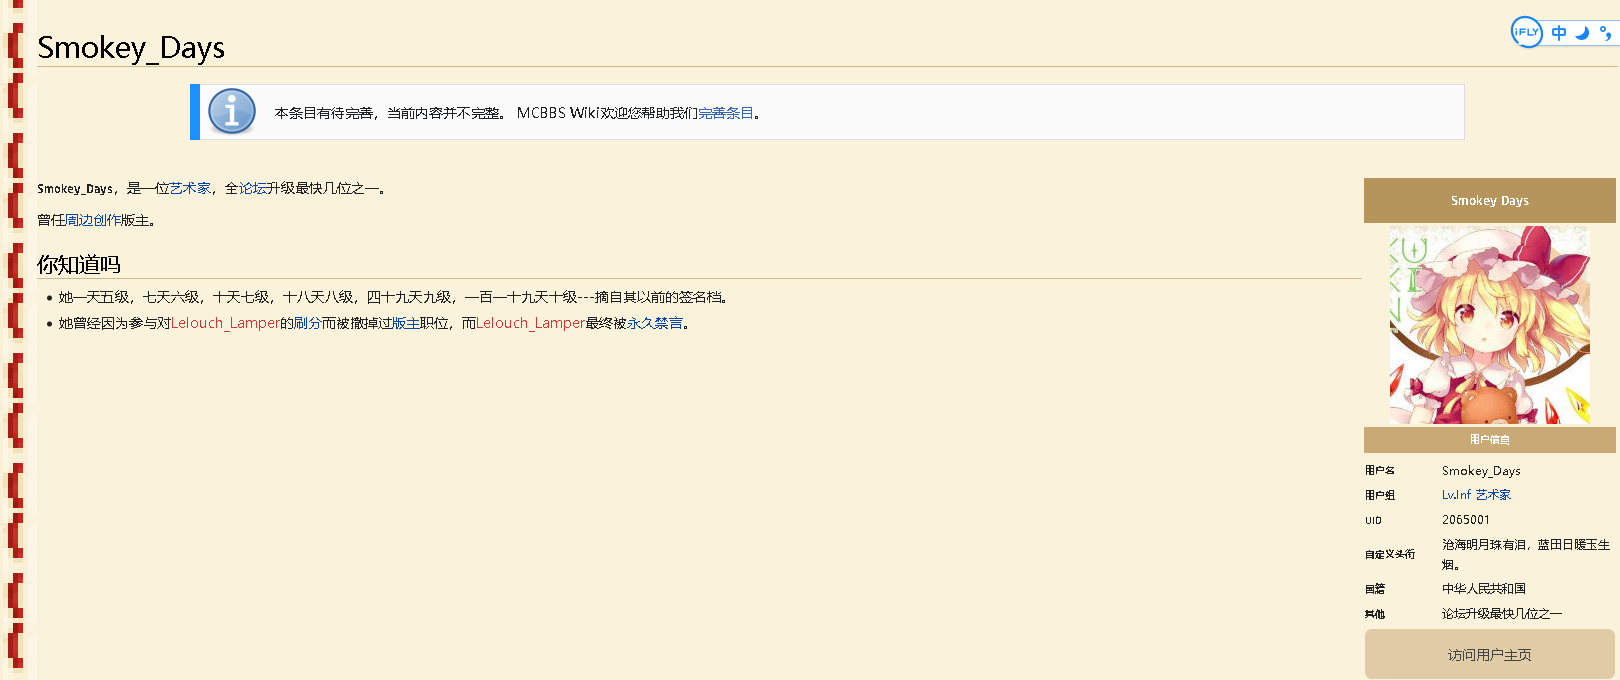 Smokey_Days
iFLY 中
本条目有待完善，当前内容并不完整。 MCBBS Wiki欢迎您帮助我们完善条目。
Smokey_Days，是一位艺术家，全论坛升级最快几位之一。
曾任周边创作版主。
你知道吗
她一天五级，七天六级，十天七级，十八天八级，四十九天九级，一百一十九天十级---摘自其以前的签名档。
她曾经因为参与对Lelouch_Lamper的刷分而被撤掉过版主职位，而Lelouch_Lamper最终被永久禁言。
Smokey Days
用户信息
用户名 Smokey_Days
用户组 Lv.Inf 艺术家
UID 2065001
自定义头衔 沧海明月珠有泪，蓝田日暖玉生
烟。
国籍 中华人民共和国
其他 论坛升级最快几位之一
访问用户主页